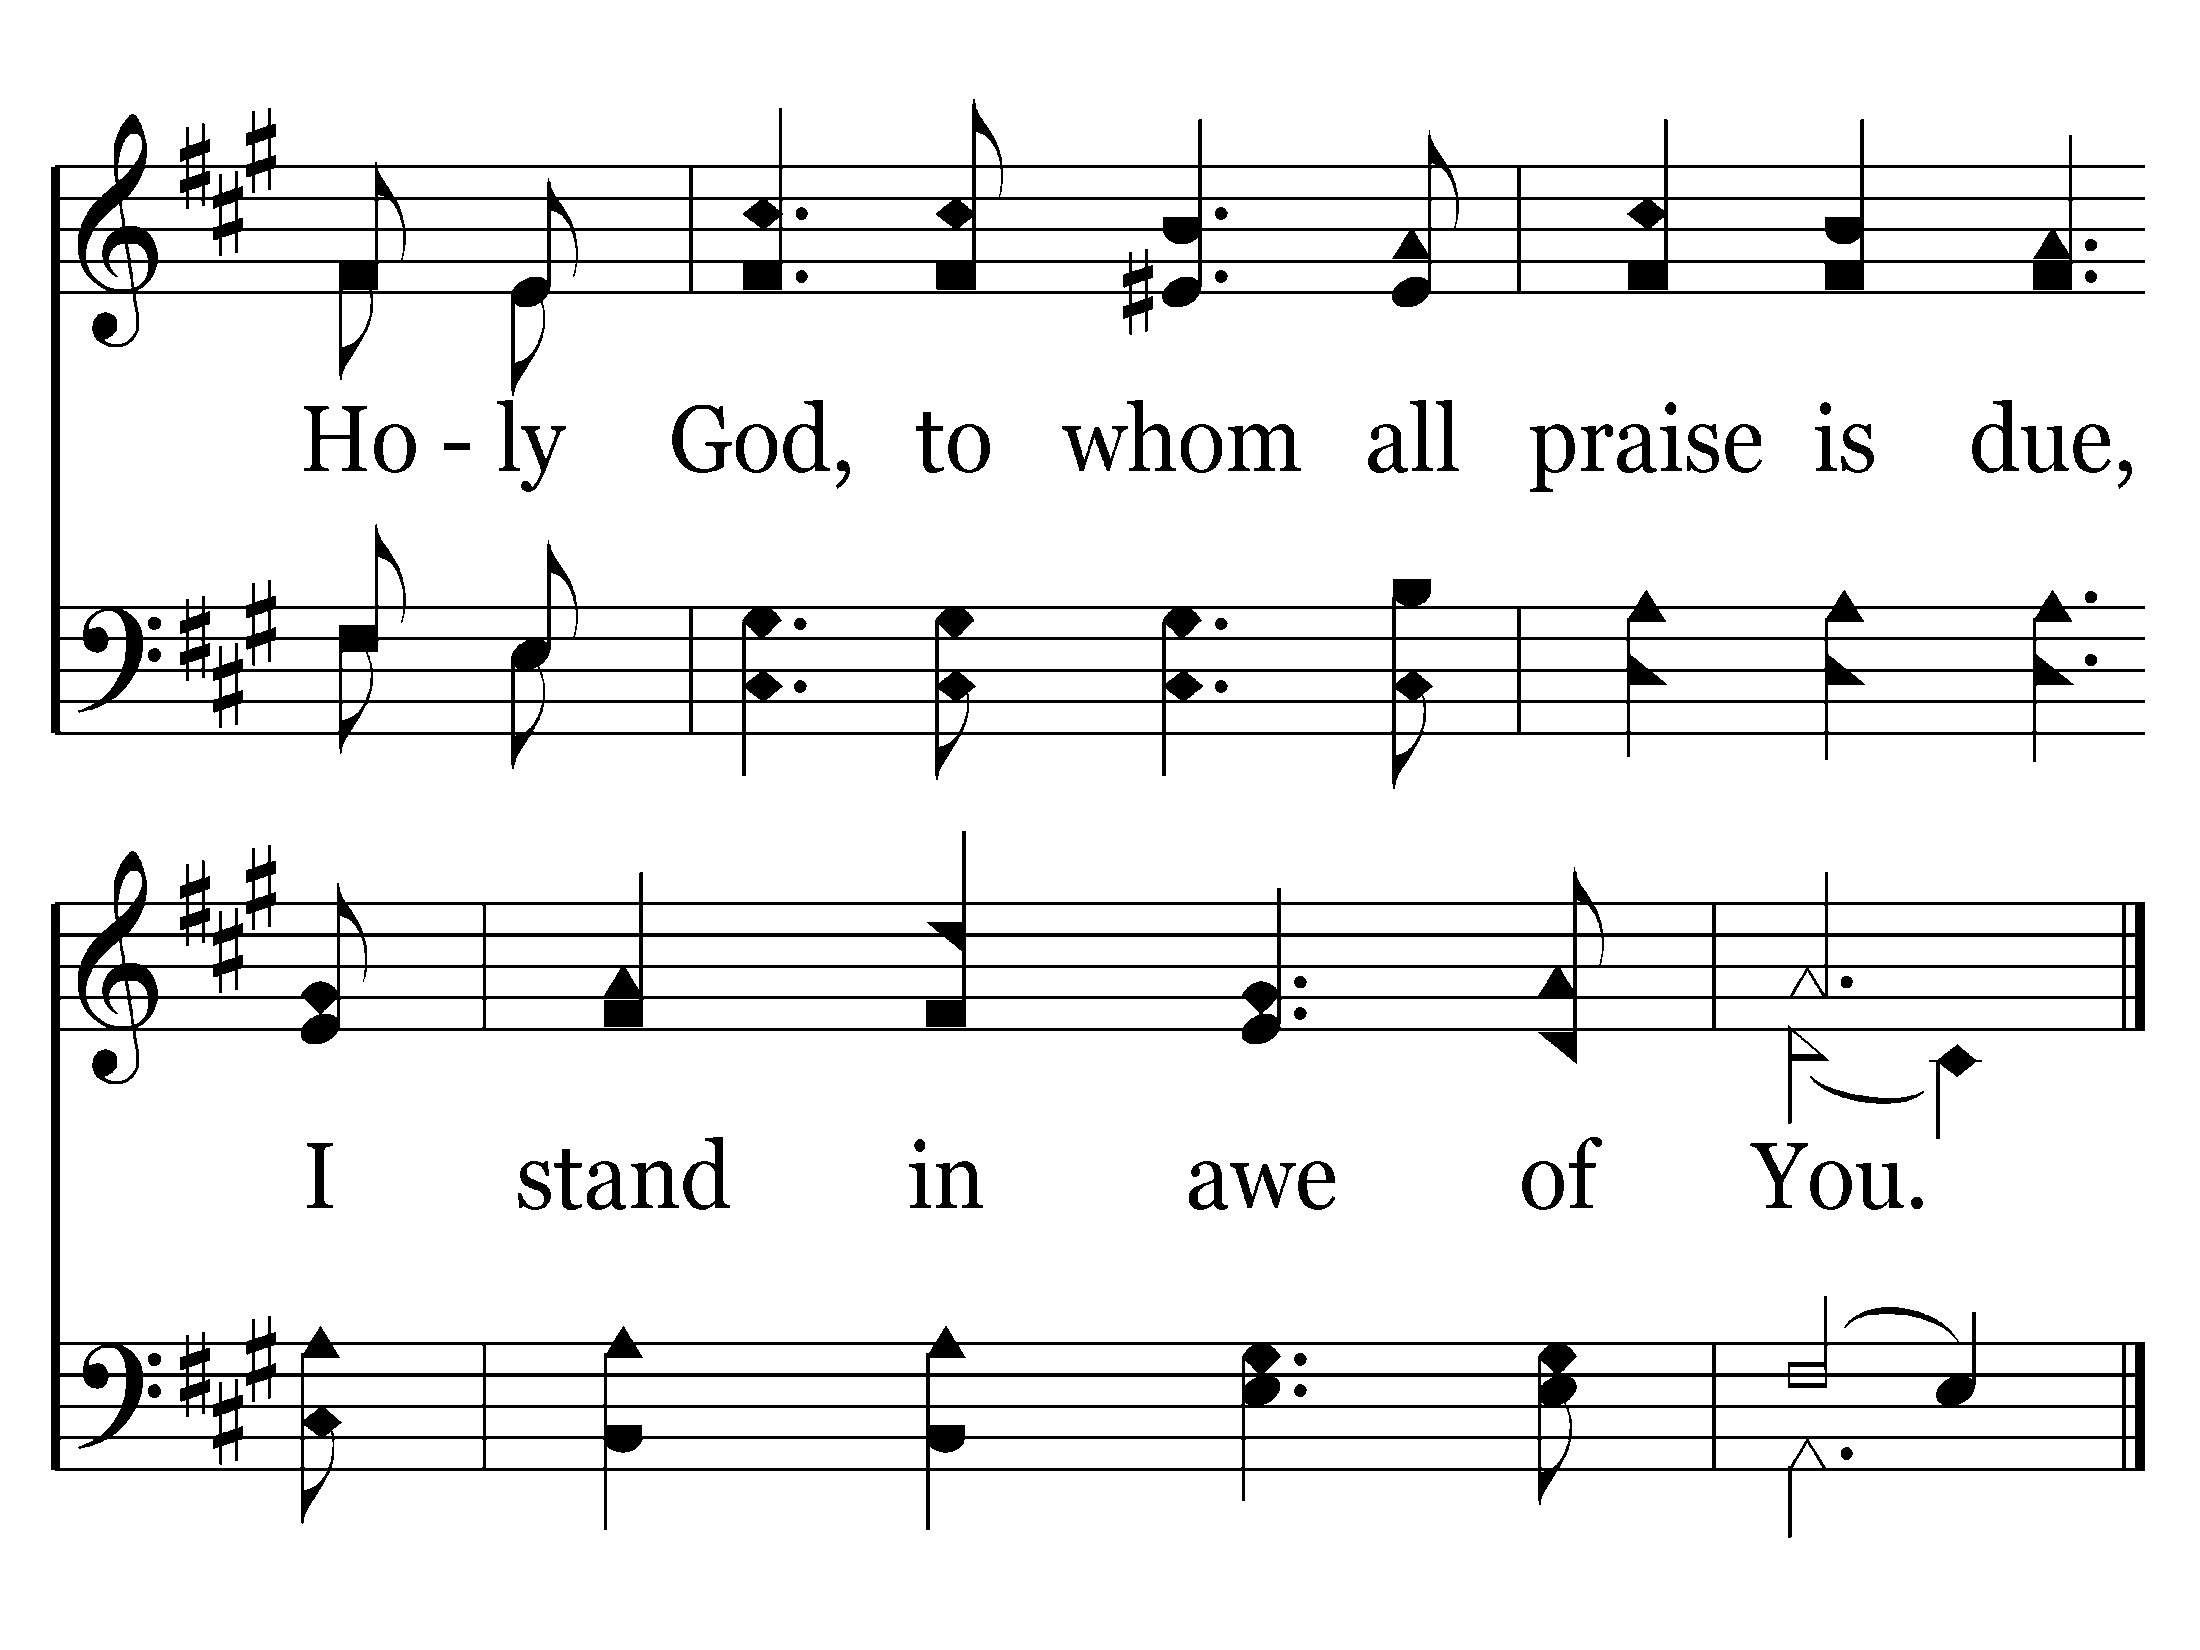 Ho - ly God, to whom all praise is due,
I stand in awe of You.